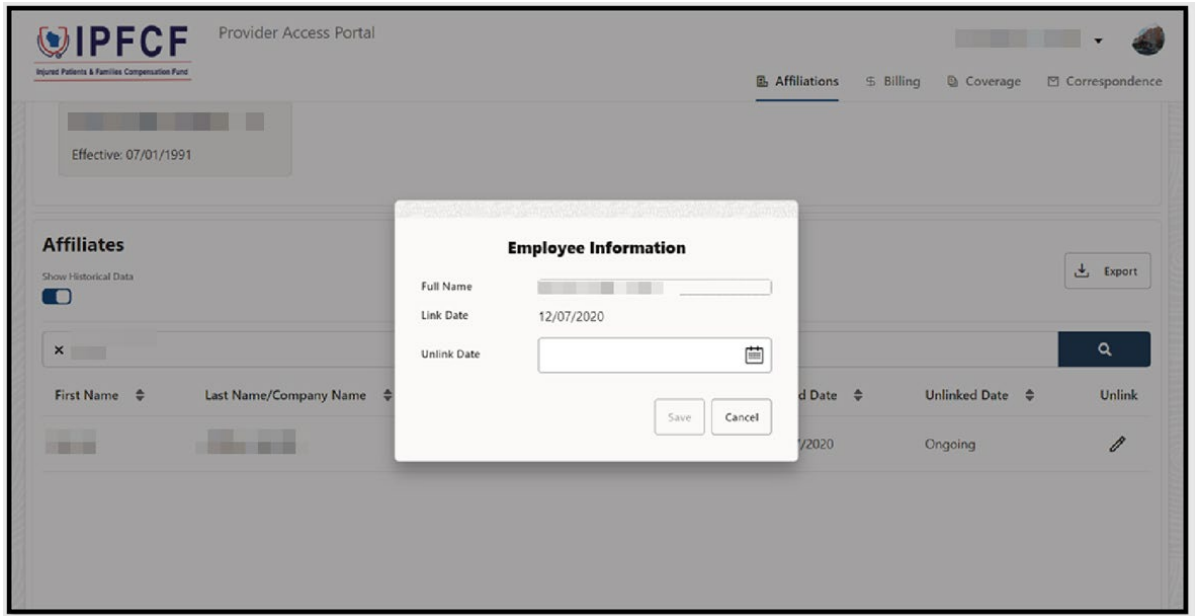 IPFCF
Provider Access Portal
Injured Patients & Families Compensation Fund
Affiliations Billing Coverage Correspondence
Effective: 07/01/1991
Affiliates
Show Historical Data
Export
Employee Information
Full Name
Link Date 12/07/2020
Unlink Date
Save Cancel
First Name Last Name/Company Name d Date Unlinked Date Unlink
/2020 Ongoing